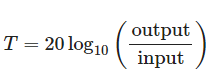 T = 20 log₁₀ (output/input)